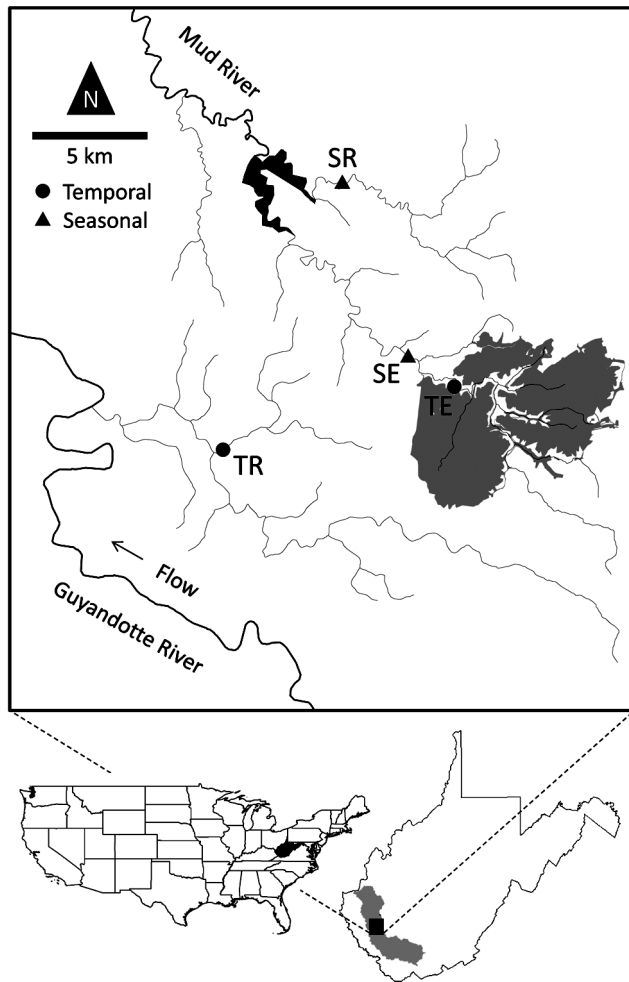 Mud River
N
5 km
Temporal
Seasonal
SR
SE
TE
TR
Flow
Guyandotte River